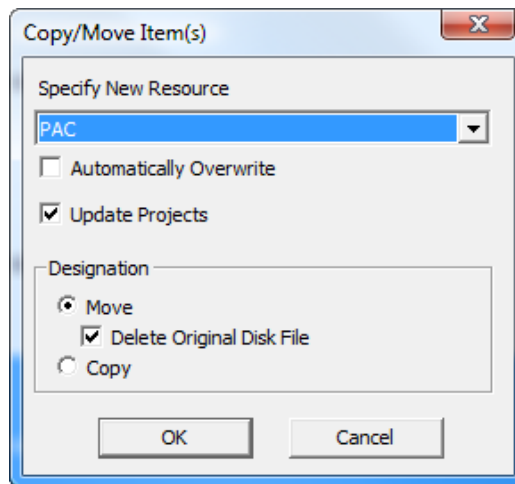 Copy/Move Item(s)
Specify New Resource
PAC
Automatically Overwrite
Update Projects
Designation
Move
Delete Original Disk File
Copy
OK Cancel